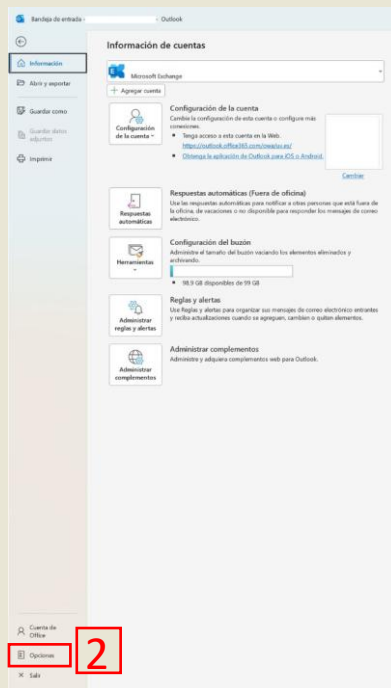 Bandeja de entrada - - Outlook
Información de cuentas
Información
Abrir y exportar
Guardar como
Guardar datos
adjuntos
Imprimir
Microsoft Exchange
+ Agregar cuenta
Configuración
de la cuenta
Configuración de la cuenta
Cambie la configuración de esta cuenta o configure más
conexiones.
Tenga acceso a esta cuenta en la Web.
https://outlook.office365.com/owa/uv.es/
Obtenga la aplicación de Outlook para iOS o Android.
Cambiar
Respuestas
automáticas
Respuestas automáticas (Fuera de oficina)
Use las respuestas automáticas para notificar a otras personas que está fuera de
la oficina, de vacaciones o no disponible para responder los mensajes de correo
electrónico.
Herramientas
Configuración del buzón
Administre el tamaño del buzón vaciando los elementos eliminados y
archivando.
98,9 GB disponibles de 99 GB
Administrar
reglas y alertas
Reglas y alertas
Use Reglas y alertas para organizar sus mensajes de correo electrónico entrantes
y reciba actualizaciones cuando se agreguen, cambien o quiten elementos.
Administrar
complementos
Administrar complementos
Administre y adquiera complementos web para Outlook.
Cuenta de
Office
Opciones
2
Salir